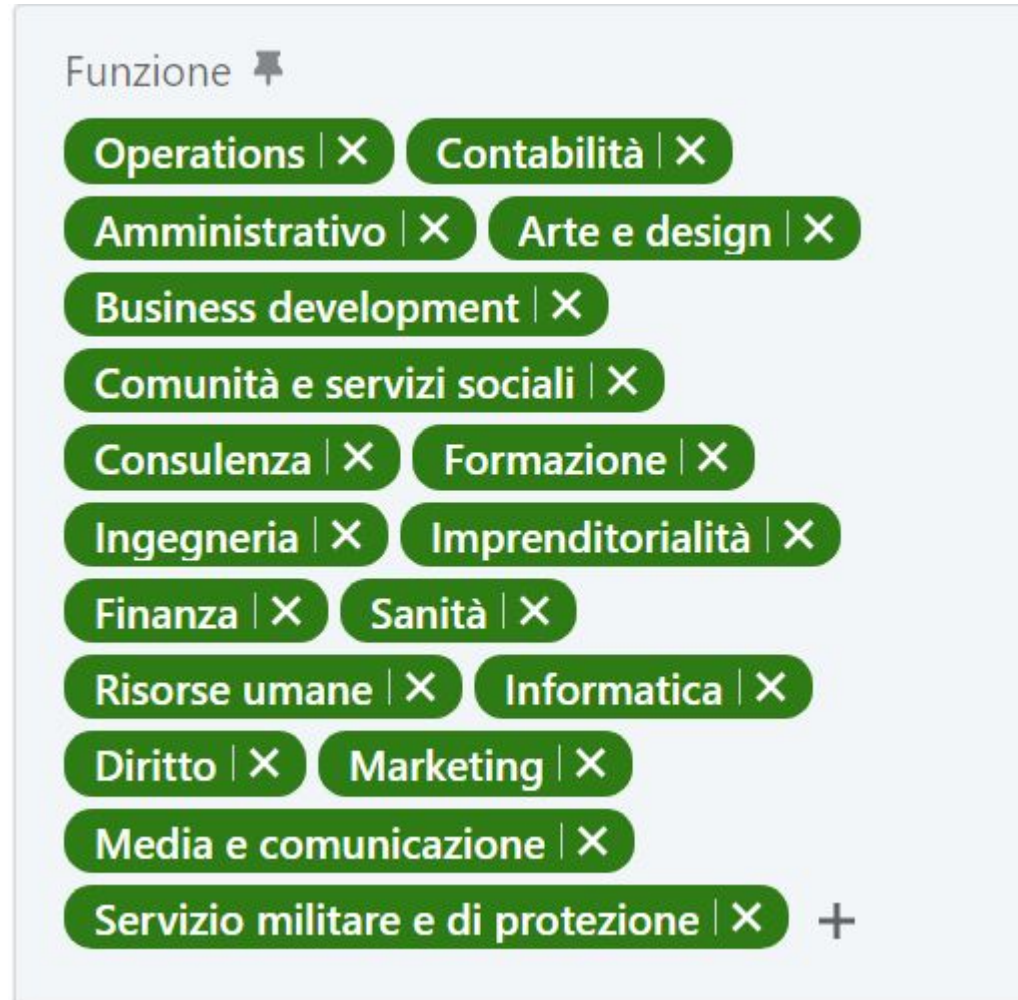 Funzione
Operations Contabilità
Amministrativo Arte e design
Business development
Comunità e servizi sociali
Consulenza Formazione
Ingegneria Imprenditorialità
Finanza Sanità
Risorse umane Informatica
Diritto Marketing
Media e comunicazione
Servizio militare e di protezione